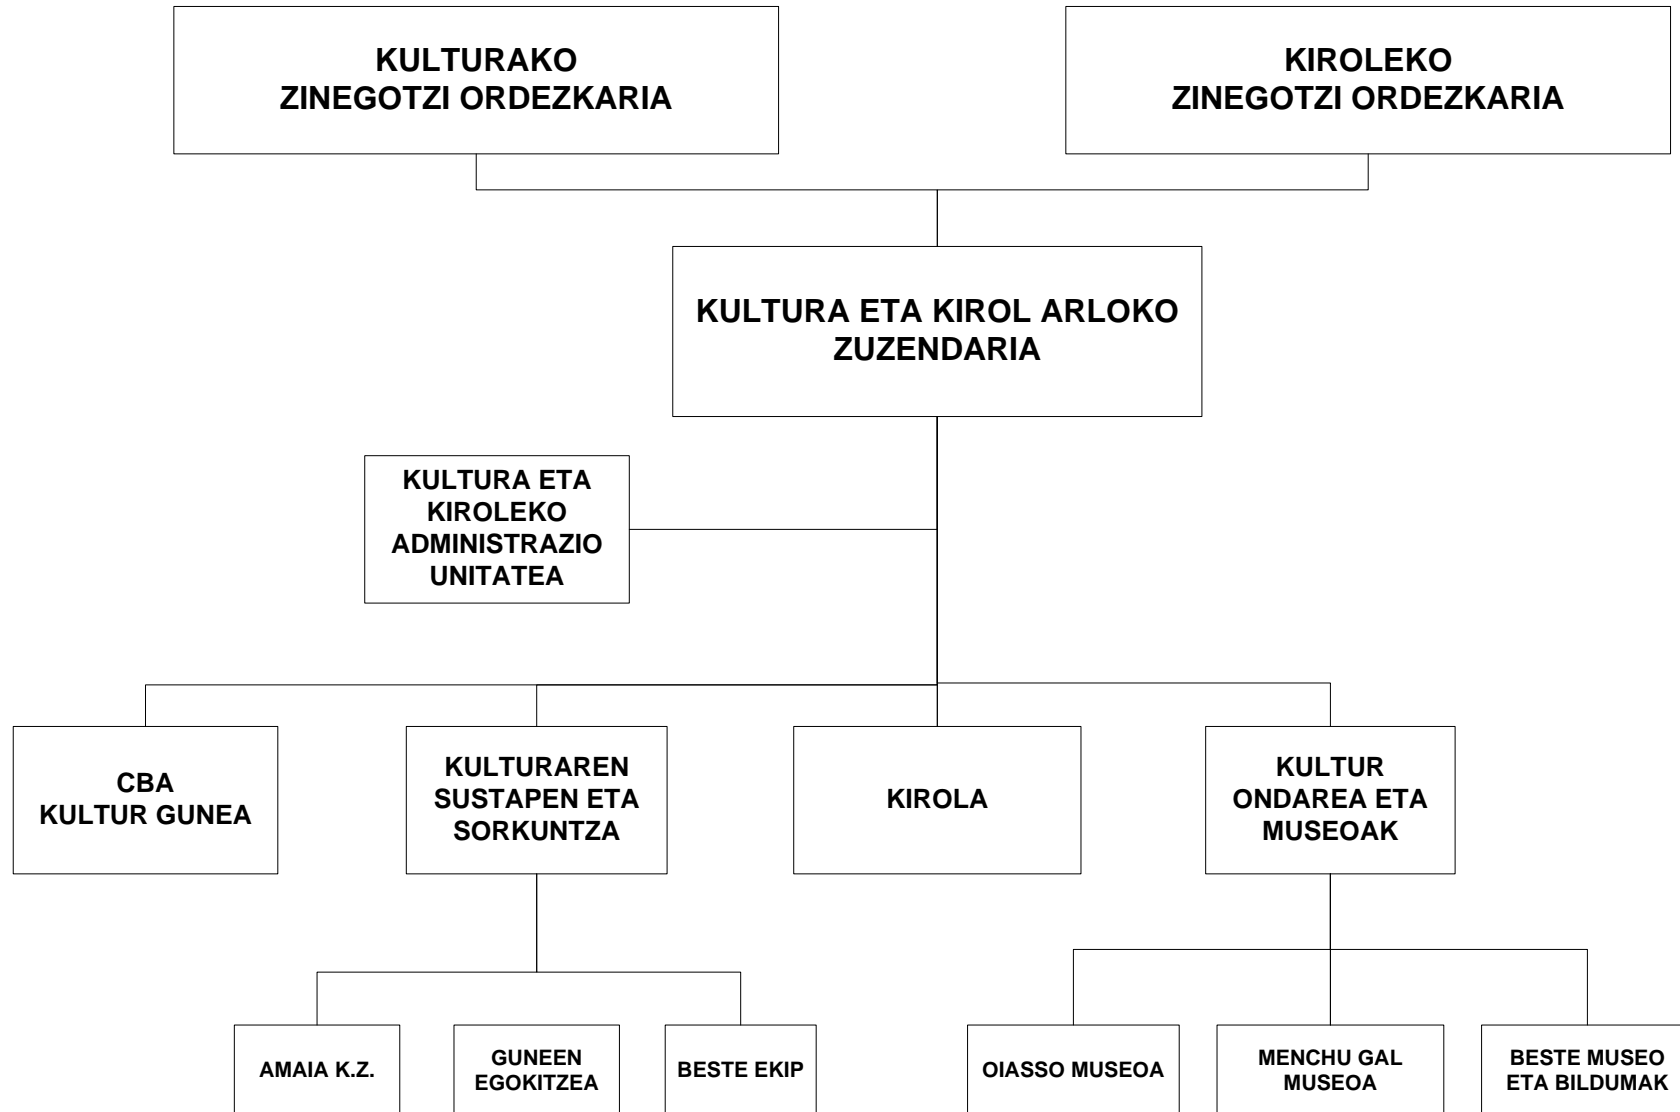 KULTURAKO
ZINEGOTZI ORDEZKARIA
KIROLEKO
ZINEGOTZI ORDEZKARIA
KULTURA ETA KIROL ARLOKO
ZUZENDARIA
KULTURA ETA
KIROLEKO
ADMINISTRAZIO
UNITATEA
CBA
KULTUR GUNEA
KULTURAREN
SUSTAPEN ETA
SORKUNTZA
KIROLA
KULTUR
ONDAREA ETA
MUSEOAK
AMAIA K.Z.
GUNEEN
EGOKITZEA
BESTE EKIP
OIASSO MUSEOA
MENCHU GAL
MUSEOA
BESTE MUSEO
ETA BILDUMAK